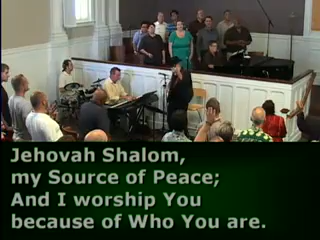 Jehovah Shalom,
my Source of Peace;
And I worship You
because of Who You are.